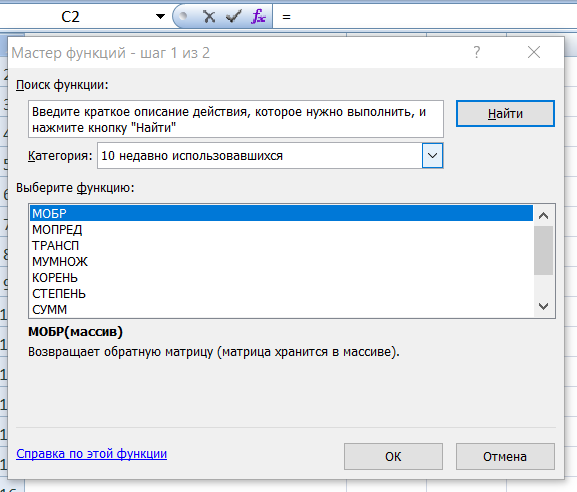 C2
fx =
Мастер функций - шаг 1 из 2
? ×
Поиск функции:
Введите краткое описание действия, которое нужно выполнить, и
нажмите кнопку "Найти"
Найти
Категория: 10 недавно использовавшихся
Выберите функцию:
МОБР
МОПРЕД
ТРАНСП
МУМНОЖ
КОРЕНЬ
СТЕПЕНЬ
СУММ
МОБР(массив)
Возвращает обратную матрицу (матрица хранится в массиве).
Справка по этой функции
ОК
Отмена